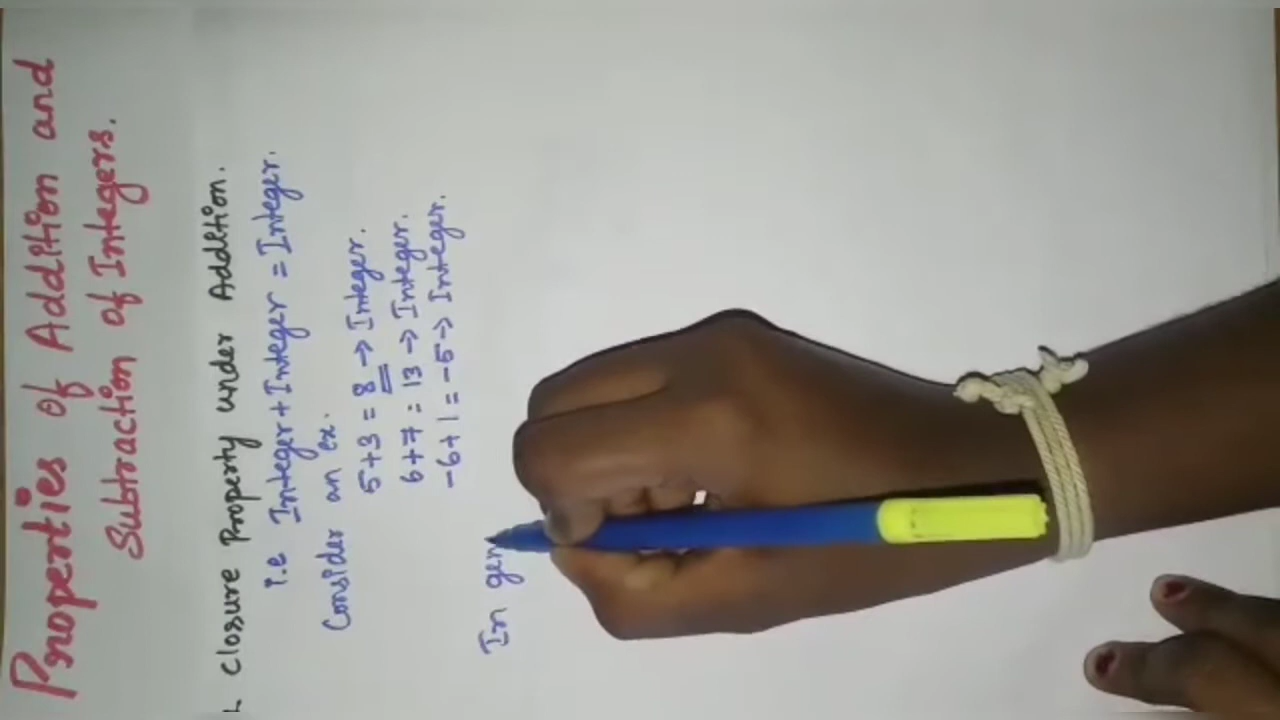 Properties of Addition and
Subtraction of Integers.
1. Closure Property under Addition.
i.e Integer + Integer = Integer.
Consider an ex.
5+3 = 8 → Integer.
6+7 = 13 → Integer.
-6+1 = -5 → Integer.
In gen